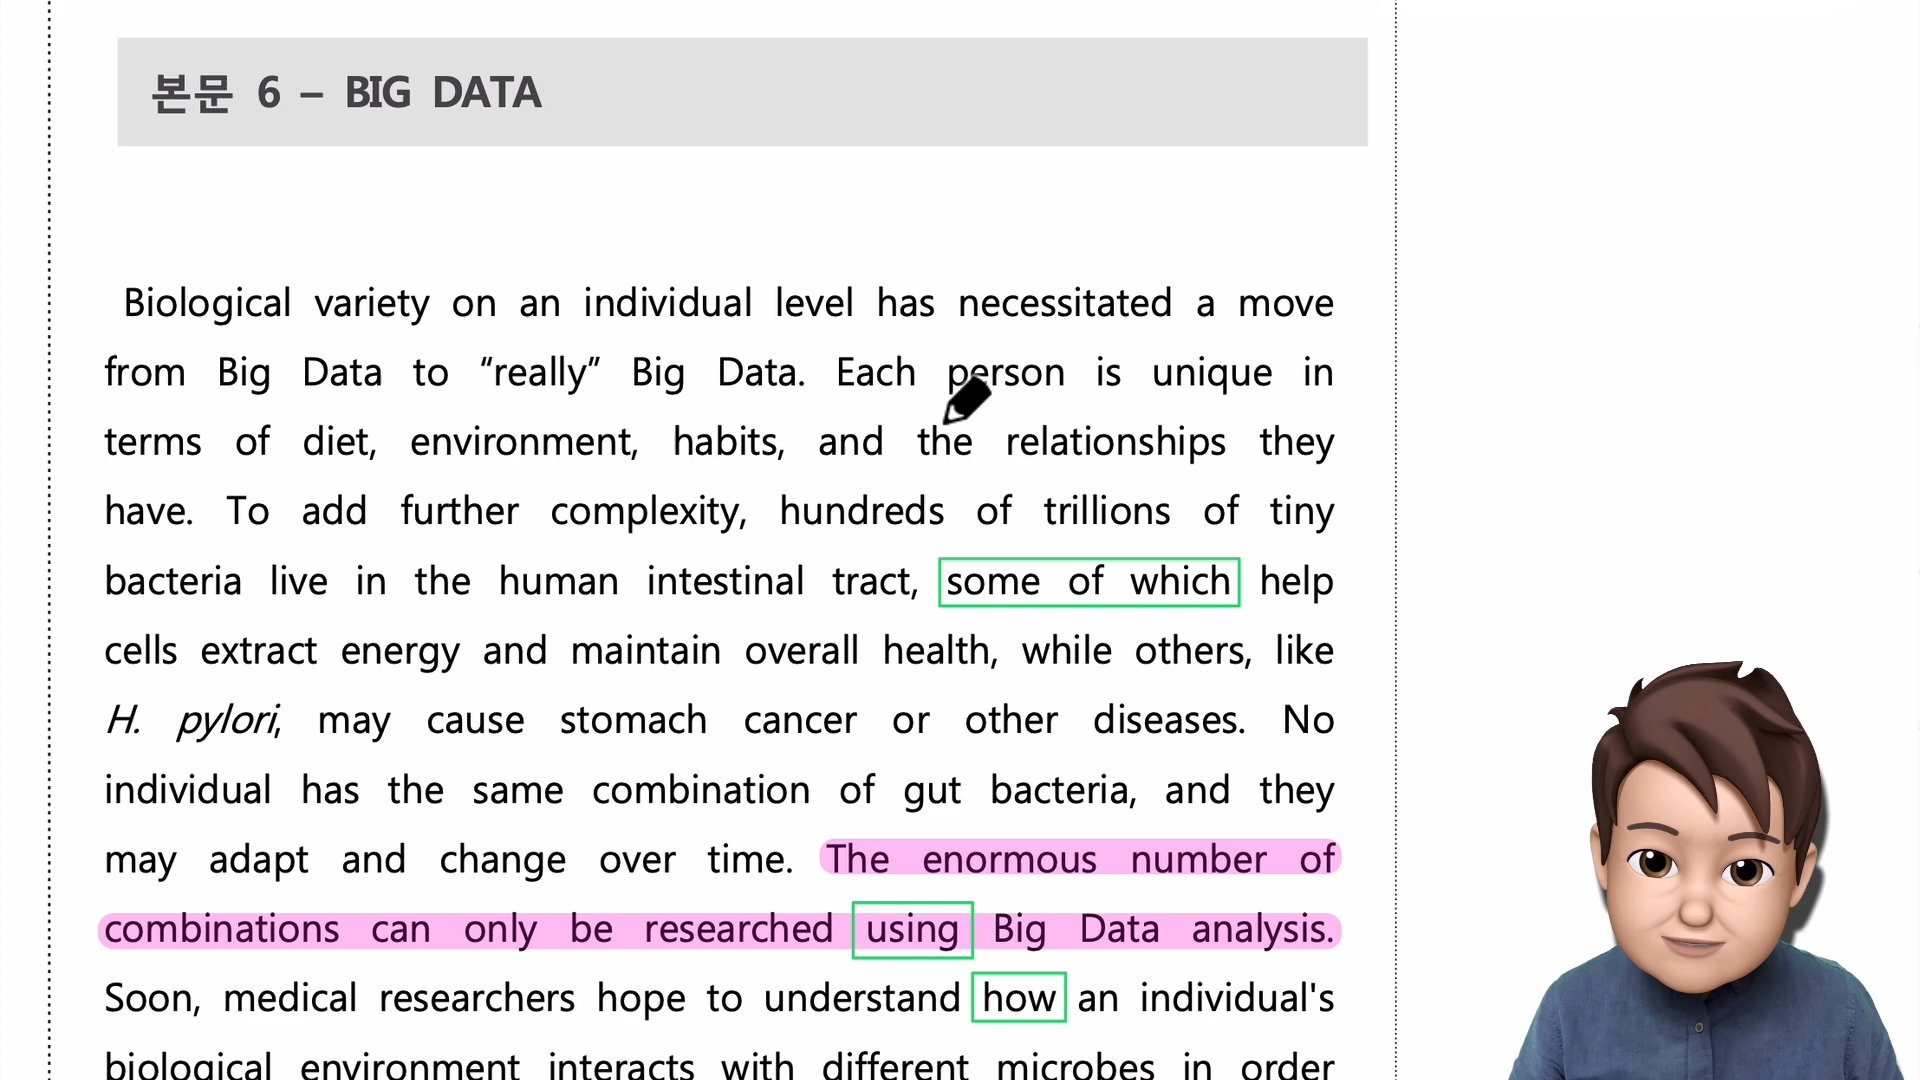 본문 6 – BIG DATA
Biological variety on an individual level has necessitated a move
from Big Data to “really” Big Data. Each person is unique in
terms of diet, environment, habits, and the relationships they
have. To add further complexity, hundreds of trillions of tiny
bacteria live in the human intestinal tract, some of which help
cells extract energy and maintain overall health, while others, like
H. pylori, may cause stomach cancer or other diseases. No
individual has the same combination of gut bacteria, and they
may adapt and change over time. The enormous number of
combinations can only be researched using Big Data analysis.
Soon, medical researchers hope to understand how an individual's
biological environment interacts with different microbes in order